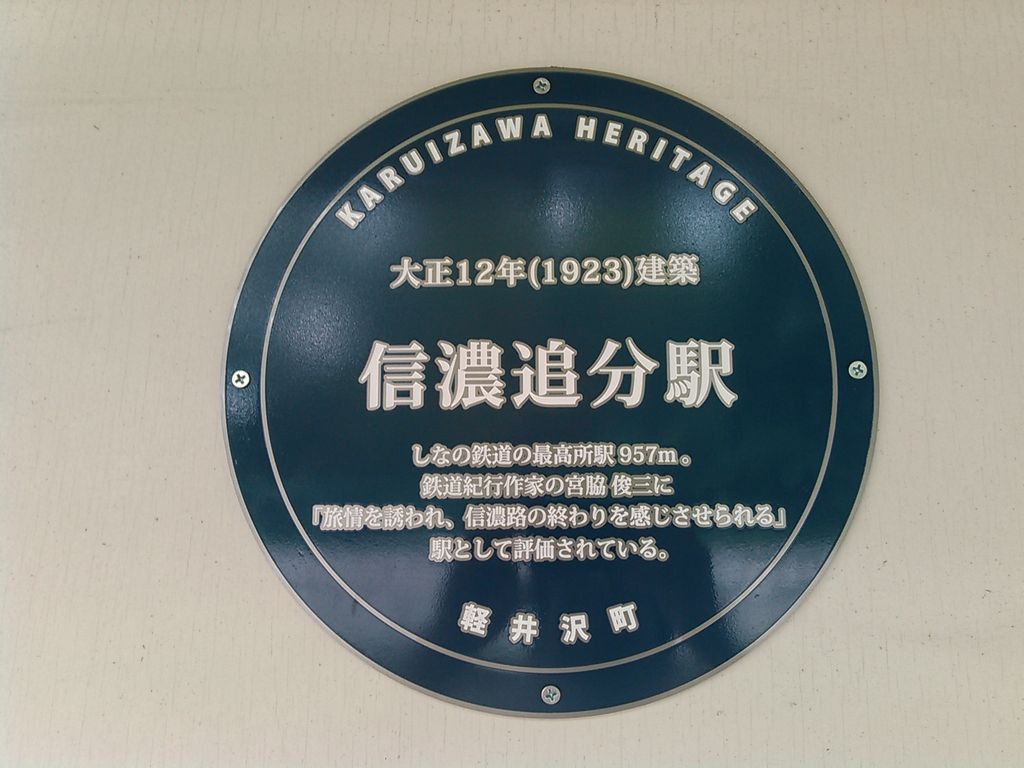 KARUIZAWA HERITAGE
大正12年(1923)建築
信濃追分駅
しなの鉄道の最高所駅 957m。
鉄道紀行作家の宮脇 俊三に
「旅情を誘われ、信濃路の終わりを感じさせられる」
駅として評価されている。
軽井沢町